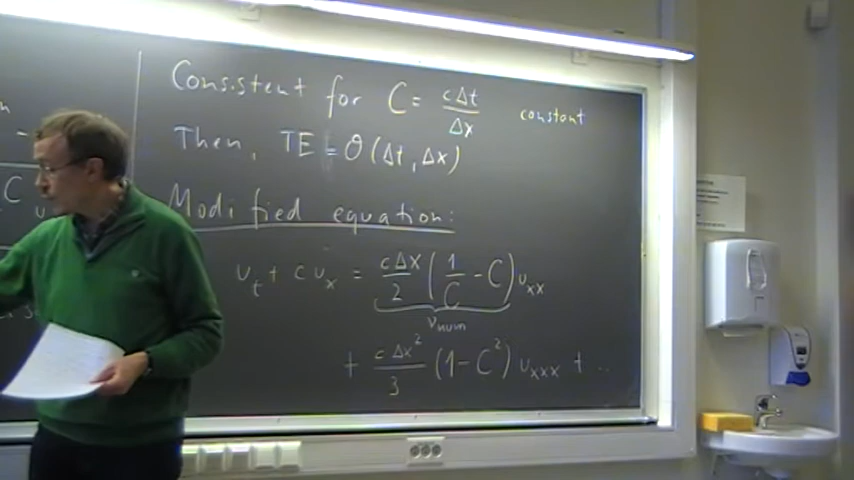 Consistent for C = cΔt/Δx constant
Then, TE = O(Δt, Δx)
Modified equation:
u_t + c u_x = cΔx/2 (1/C - C) u_xx
ν_num
+ cΔx²/3 (1 - C²) u_xxx + ..